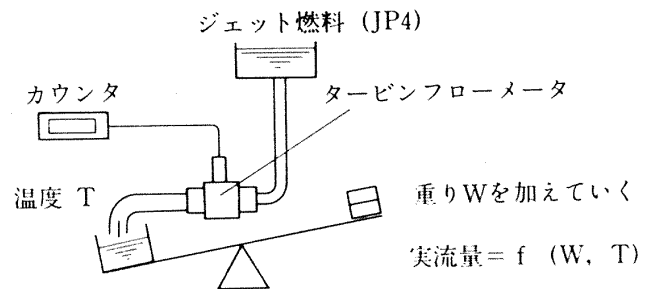 ジェット燃料 (JP4)
カウンタ
タービンフローメータ
温度 T
重りWを加えていく
実流量= f (W, T)